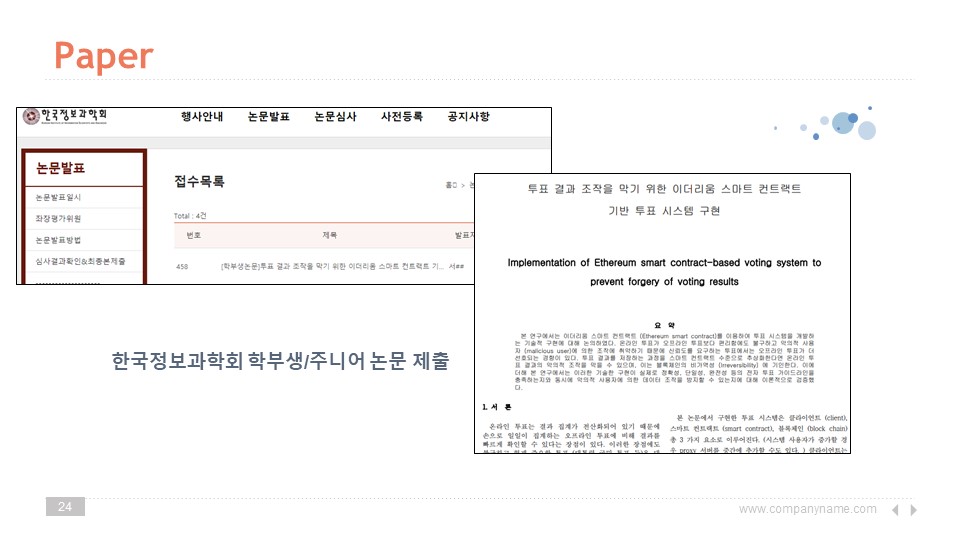 Paper
한국정보과학회
행사안내 논문발표 논문심사 사전등록 공지사항
논문발표
논문발표일시
좌장평가위원
논문발표방법
심사결과확인&최종본제출
접수목록
홈 >
Total : 4건
번호 제목 발표자
458 [학부생논문]투표 결과 조작을 막기 위한 이더리움 스마트 컨트랙트 기... 서##
투표 결과 조작을 막기 위한 이더리움 스마트 컨트랙트
기반 투표 시스템 구현
Implementation of Ethereum smart contract-based voting system to
prevent forgery of voting results
요 약
본 연구에서는 이더리움 스마트 컨트랙트 (Ethereum smart contract)를 이용하여 투표 시스템을 개발하
는 기술적 구현에 대해 논의하였다. 온라인 투표가 오프라인 투표보다 편리함에도 불구하고 악의적 사용
자 (malicious user)에 의한 조작에 취약하기 때문에 신뢰도를 요구하는 투표에서는 오프라인 투표가 더
선호되는 경향이 있다. 투표 결과를 저장하는 과정을 스마트 컨트랙트 수준으로 추상화한다면 온라인 투
표 결과의 악의적 조작을 막을 수 있으며, 이는 블록체인의 비가역성 (Irreversibility) 에 기인한다. 이에
더해 본 연구에서는 이러한 기술한 구현이 실제로 정확성, 단일성, 완전성 등의 전자 투표 가이드라인을
충족하는지와 동시에 악의적 사용자에 의한 데이터 조작을 방지할 수 있는지에 대해 이론적으로 검증했
다.
1. 서 론
온라인 투표는 결과 집계가 전산화되어 있기 때문에
손으로 일일이 집계하는 오프라인 투표에 비해 결과를
빠르게 확인할 수 있다는 장점이 있다. 이러한 장점에도
본 논문에서 구현한 투표 시스템은 클라이언트 (client),
스마트 컨트랙트 (smart contract), 블록체인 (block chain)
총 3 가지 요소로 이루어진다. (시스템 사용자가 증가할 경
우 proxy 서버를 중간에 추가할 수도 있다. ) 클라이언트는
한국정보과학회 학부생/주니어 논문 제출
24
www.companyname.com